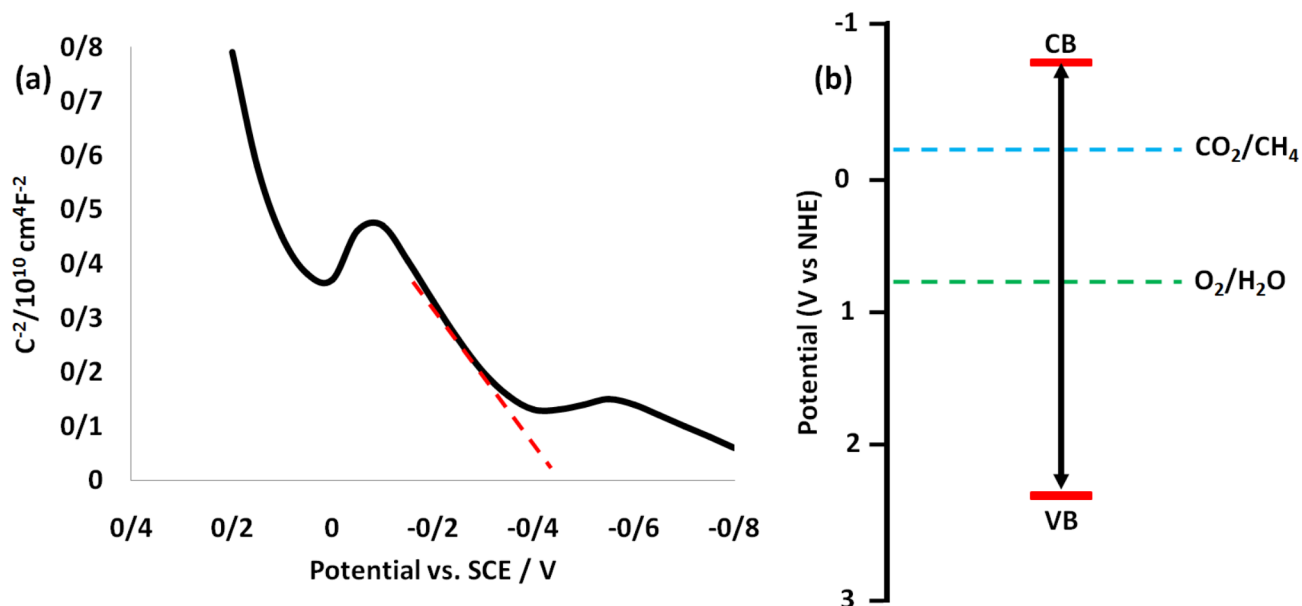 (a)
0/8
0/7
0/6
0/5
0/4
0/3
0/2
0/1
0
C⁻²/10¹⁰ cm⁴F⁻²
0/4 0/2 0 -0/2 -0/4 -0/6 -0/8
Potential vs. SCE / V
(b)
-1
0
1
2
3
Potential (V vs NHE)
CB
CO₂/CH₄
O₂/H₂O
VB